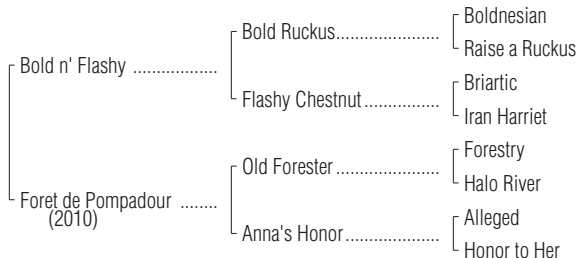 Boldnesian
Bold Ruckus..................
Raise a Ruckus
Bold n' Flashy ..................
Briartic
Flashy Chestnut................
Iran Harriet
Forestry
Old Forester ......................
Halo River
Foret de Pompadour ........
(2010)
Alleged
Anna's Honor....................
Honor to Her